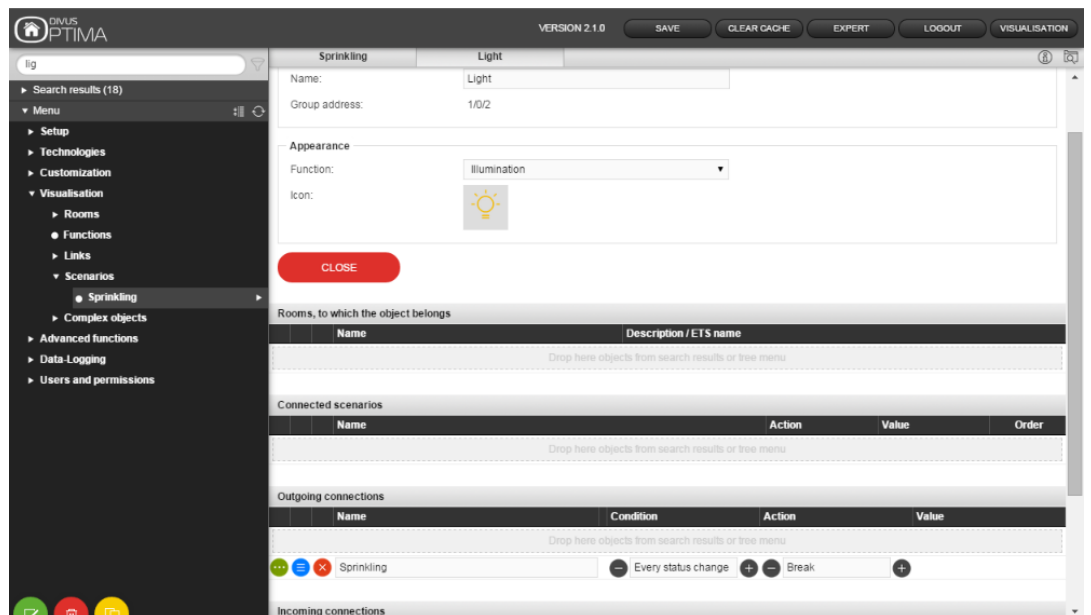 DIVUS
OPTIMA
VERSION 2.1.0
SAVE
CLEAR CACHE
EXPERT
LOGOUT
VISUALISATION
lig
Search results (18)
Menu
Setup
Technologies
Customization
Visualisation
Rooms
Functions
Links
Scenarios
Sprinkling
Complex objects
Advanced functions
Data-Logging
Users and permissions
Sprinkling Light
Name: Light
Group address: 1/0/2
Appearance
Function: Illumination
Icon:
CLOSE
Rooms, to which the object belongs
Name Description / ETS name
Drop here objects from search results or tree menu
Connected scenarios
Name Action Value Order
Drop here objects from search results or tree menu
Outgoing connections
Name Condition Action Value
Drop here objects from search results or tree menu
Sprinkling Every status change Break
Incoming connections